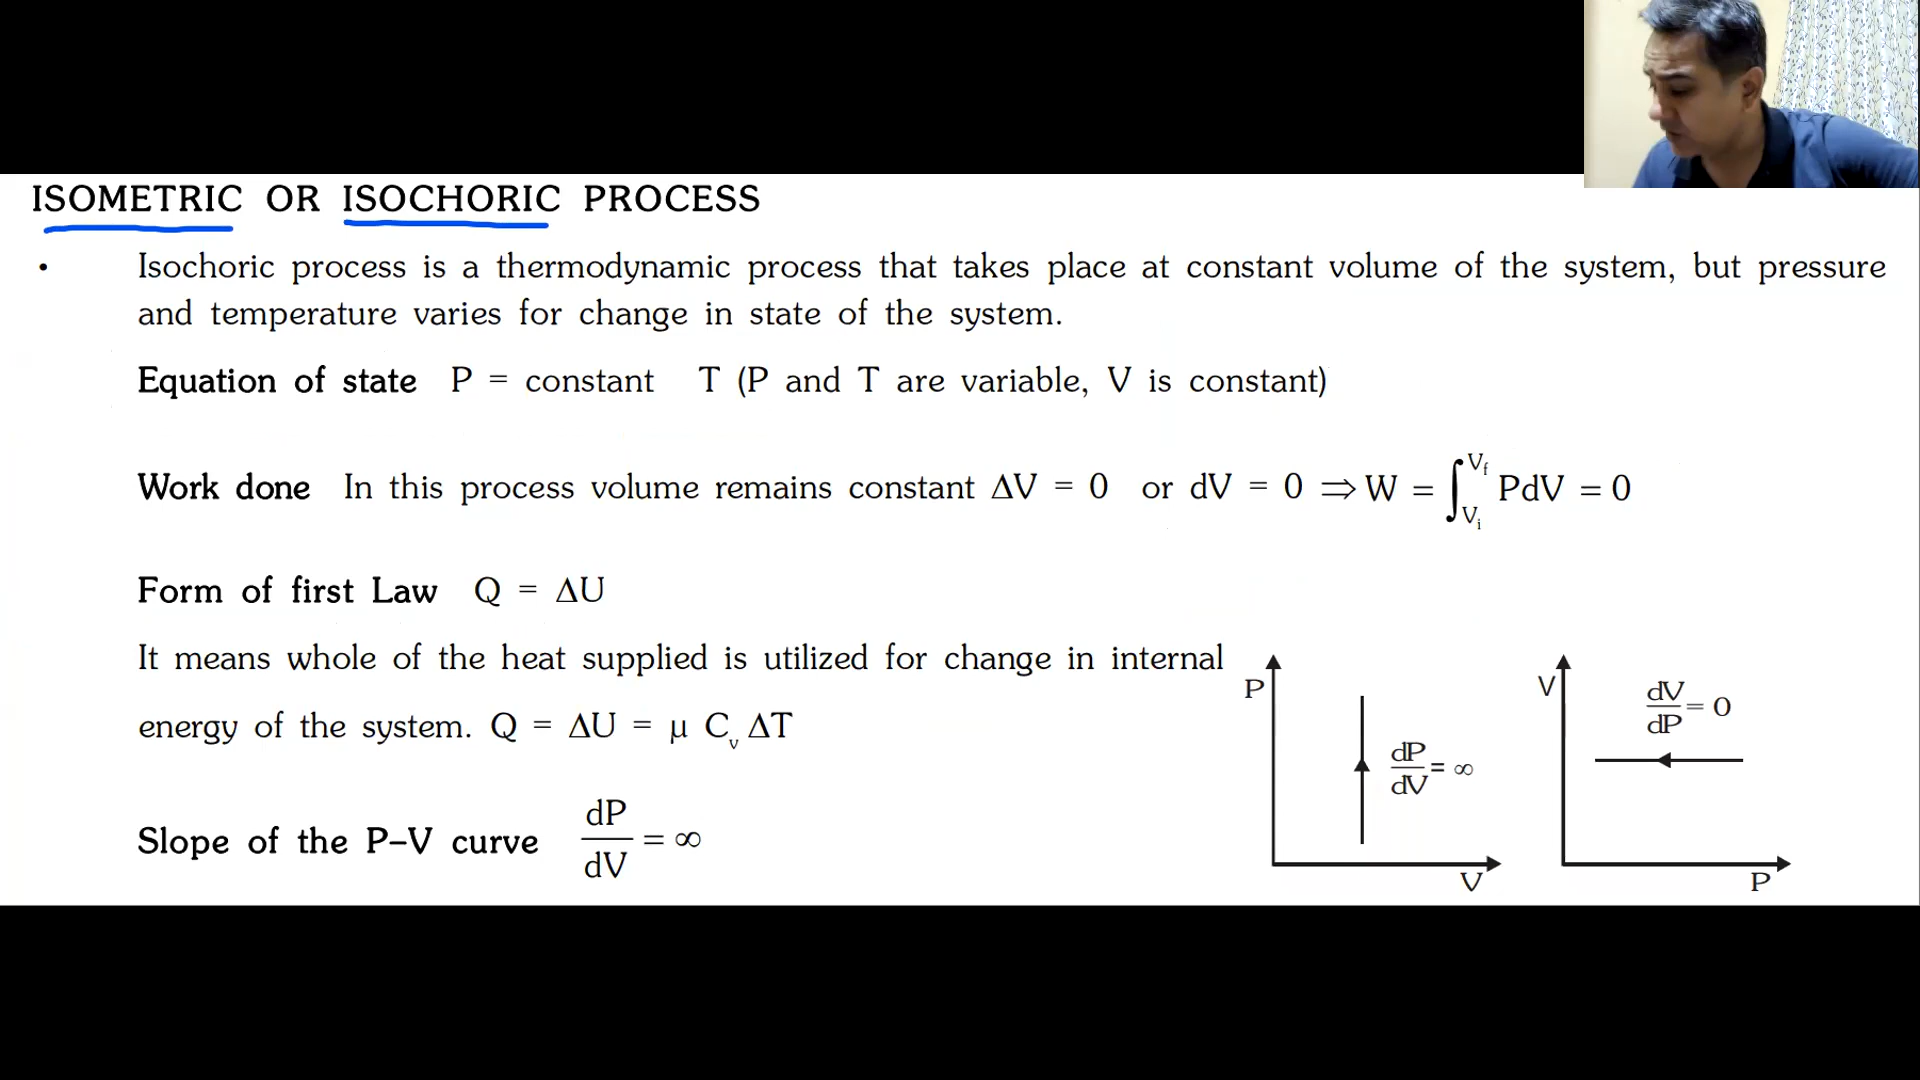 ISOMETRIC OR ISOCHORIC PROCESS
• Isochoric process is a thermodynamic process that takes place at constant volume of the system, but pressure
and temperature varies for change in state of the system.
Equation of state P = constant T (P and T are variable, V is constant)
Work done In this process volume remains constant ΔV = 0 or dV = 0 ⇒ W = ∫_{V_i}^{V_f} PdV = 0
Form of first Law Q = ΔU
It means whole of the heat supplied is utilized for change in internal
energy of the system. Q = ΔU = μ C_v ΔT
Slope of the P–V curve dP/dV = ∞
P
dP/dV = ∞
V
V
dV/dP = 0
P